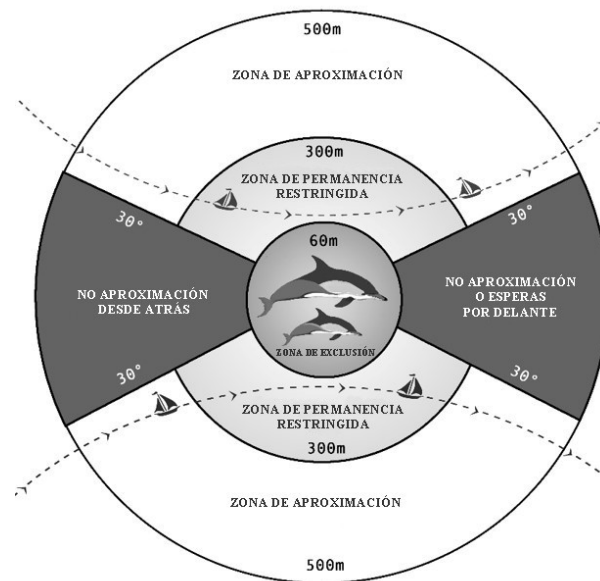 500m
ZONA DE APROXIMACIÓN
300m
ZONA DE PERMANENCIA
RESTRINGIDA
30°
30°
60m
NO APROXIMACIÓN
DESDE ATRÁS
NO APROXIMACIÓN
O ESPERAS
POR DELANTE
ZONA DE EXCLUSIÓN
30°
30°
ZONA DE PERMANENCIA
RESTRINGIDA
300m
ZONA DE APROXIMACIÓN
500m